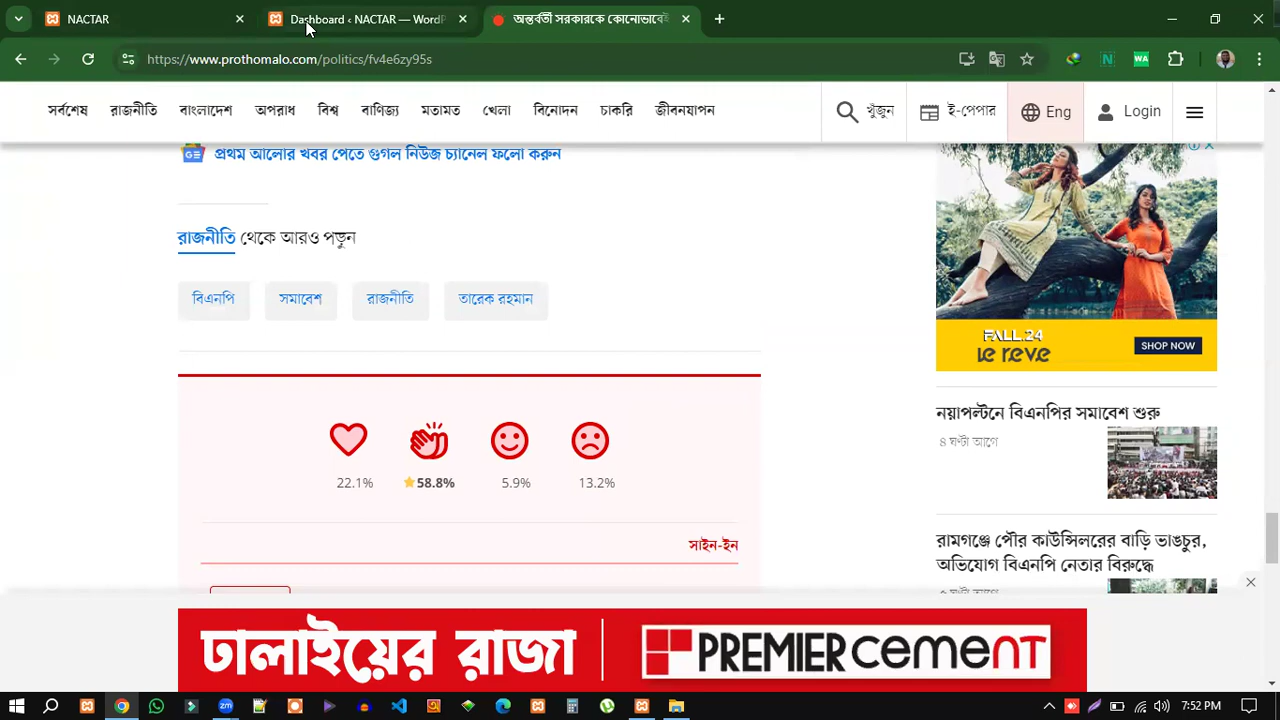 NACTAR
Dashboard ‹ NACTAR — WordP
অন্তর্বর্তী সরকারকে কোনোভাবেই
https://www.prothomalo.com/politics/fv4e6zy95s
সর্বশেষ রাজনীতি বাংলাদেশ অপরাধ বিশ্ব বাণিজ্য মতামত খেলা বিনোদন চাকরি জীবনযাপন
খুঁজুন
ই-পেপার
Eng
Login
প্রথম আলোর খবর পেতে গুগল নিউজ চ্যানেল ফলো করুন
রাজনীতি থেকে আরও পড়ুন
বিএনপি সমাবেশ রাজনীতি তারেক রহমান
22.1% 58.8% 5.9% 13.2%
সাইন-ইন
FALL.24
le reve
SHOP NOW
নয়াপল্টনে বিএনপির সমাবেশ শুরু
৪ ঘণ্টা আগে
রামগঞ্জে পৌর কাউন্সিলরের বাড়ি ভাঙচুর,
অভিযোগ বিএনপি নেতার বিরুদ্ধে
ঢালাইয়ের রাজা
PREMIER cement
7:52 PM